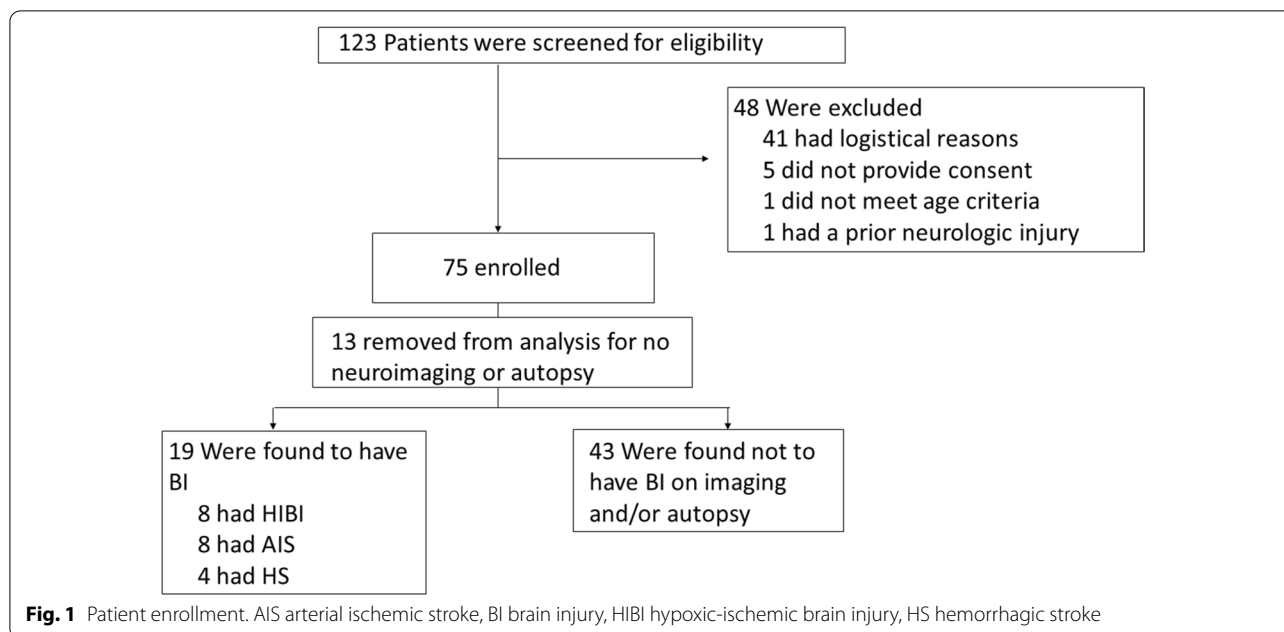 123 Patients were screened for eligibility
48 Were excluded
41 had logistical reasons
5 did not provide consent
1 did not meet age criteria
1 had a prior neurologic injury
75 enrolled
13 removed from analysis for no
neuroimaging or autopsy
19 Were found to have
BI
8 had HIBI
8 had AIS
4 had HS
43 Were found not to
have BI on imaging
and/or autopsy
Fig. 1 Patient enrollment. AIS arterial ischemic stroke, BI brain injury, HIBI hypoxic-ischemic brain injury, HS hemorrhagic stroke